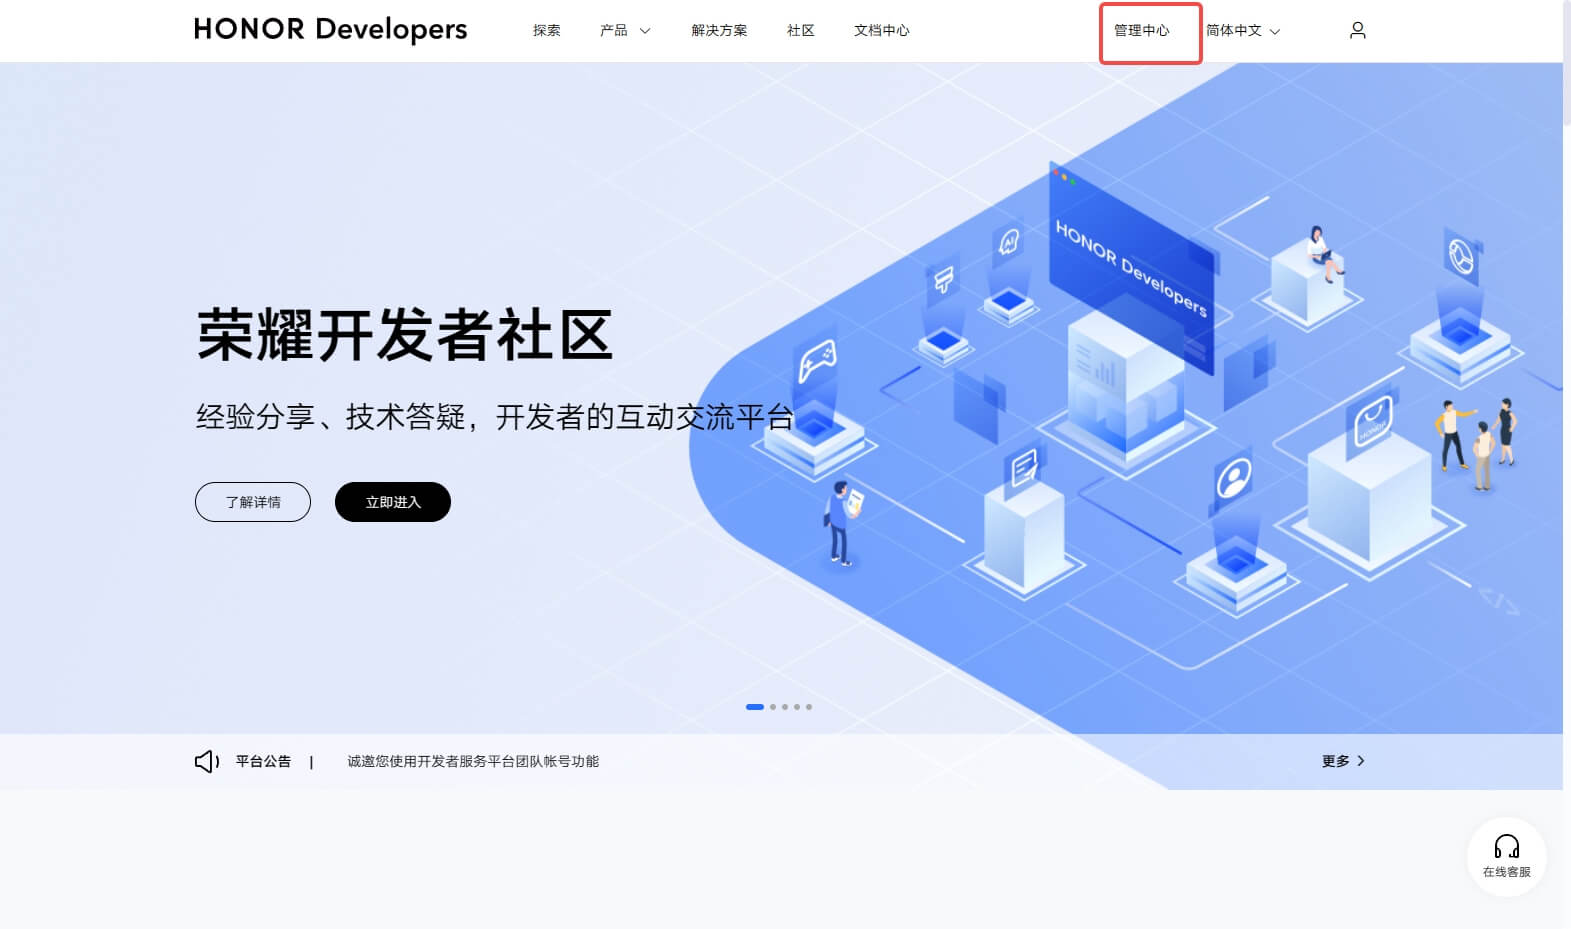 HONOR Developers 探索 产品 解决方案 社区 文档中心 管理中心 简体中文
HONOR Developers
AI
荣耀开发者社区
经验分享、技术答疑，开发者的互动交流平台
HONOR
了解详情 立即进入
</>
平台公告 | 诚邀您使用开发者服务平台团队帐号功能 更多
在线客服